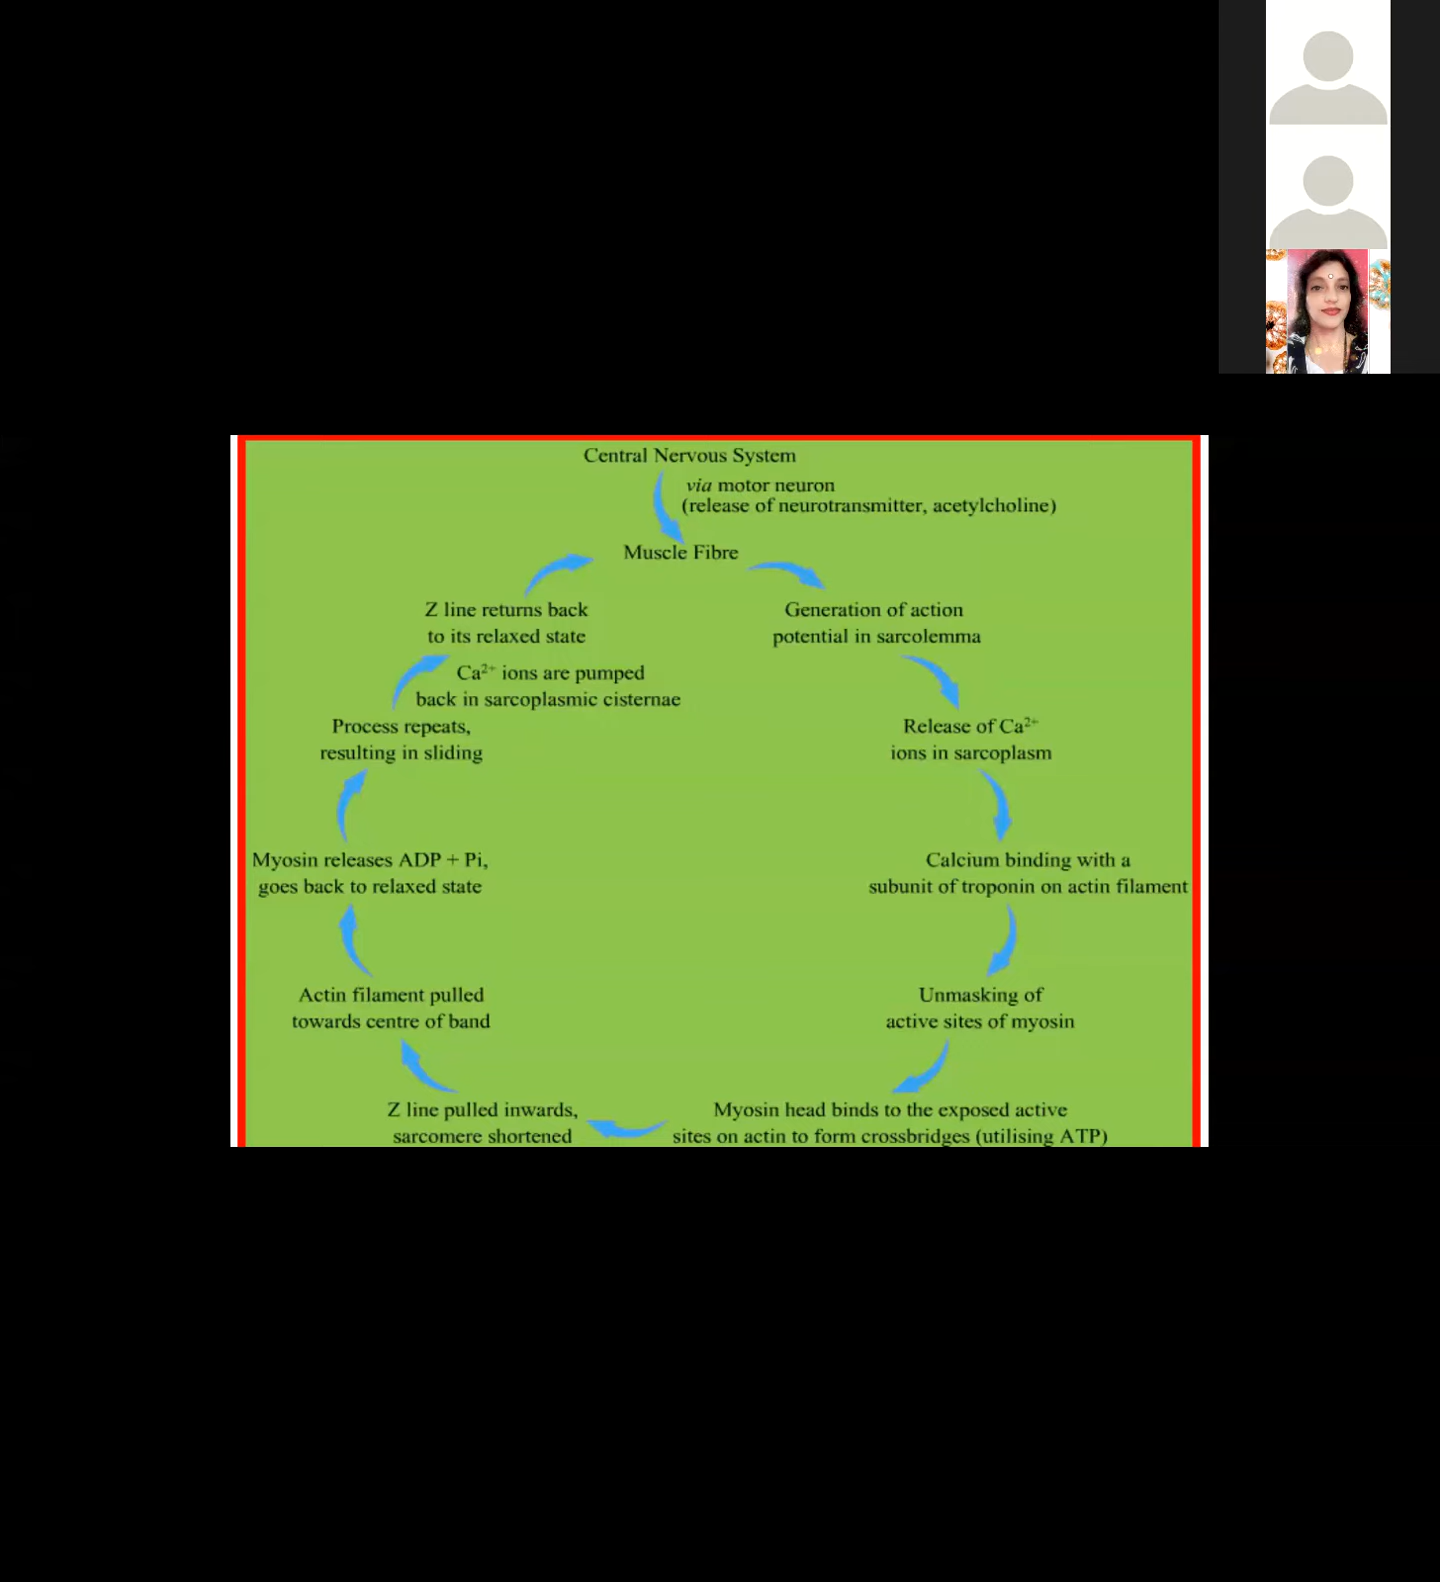 Central Nervous System
via motor neuron
(release of neurotransmitter, acetylcholine)
Muscle Fibre
Generation of action
potential in sarcolemma
Release of Ca²⁺
ions in sarcoplasm
Calcium binding with a
subunit of troponin on actin filament
Unmasking of
active sites of myosin
Myosin head binds to the exposed active
sites on actin to form crossbridges (utilising ATP)
Z line pulled inwards,
sarcomere shortened
Actin filament pulled
towards centre of band
Myosin releases ADP + Pi,
goes back to relaxed state
Process repeats,
resulting in sliding
Ca²⁺ ions are pumped
back in sarcoplasmic cisternae
Z line returns back
to its relaxed state